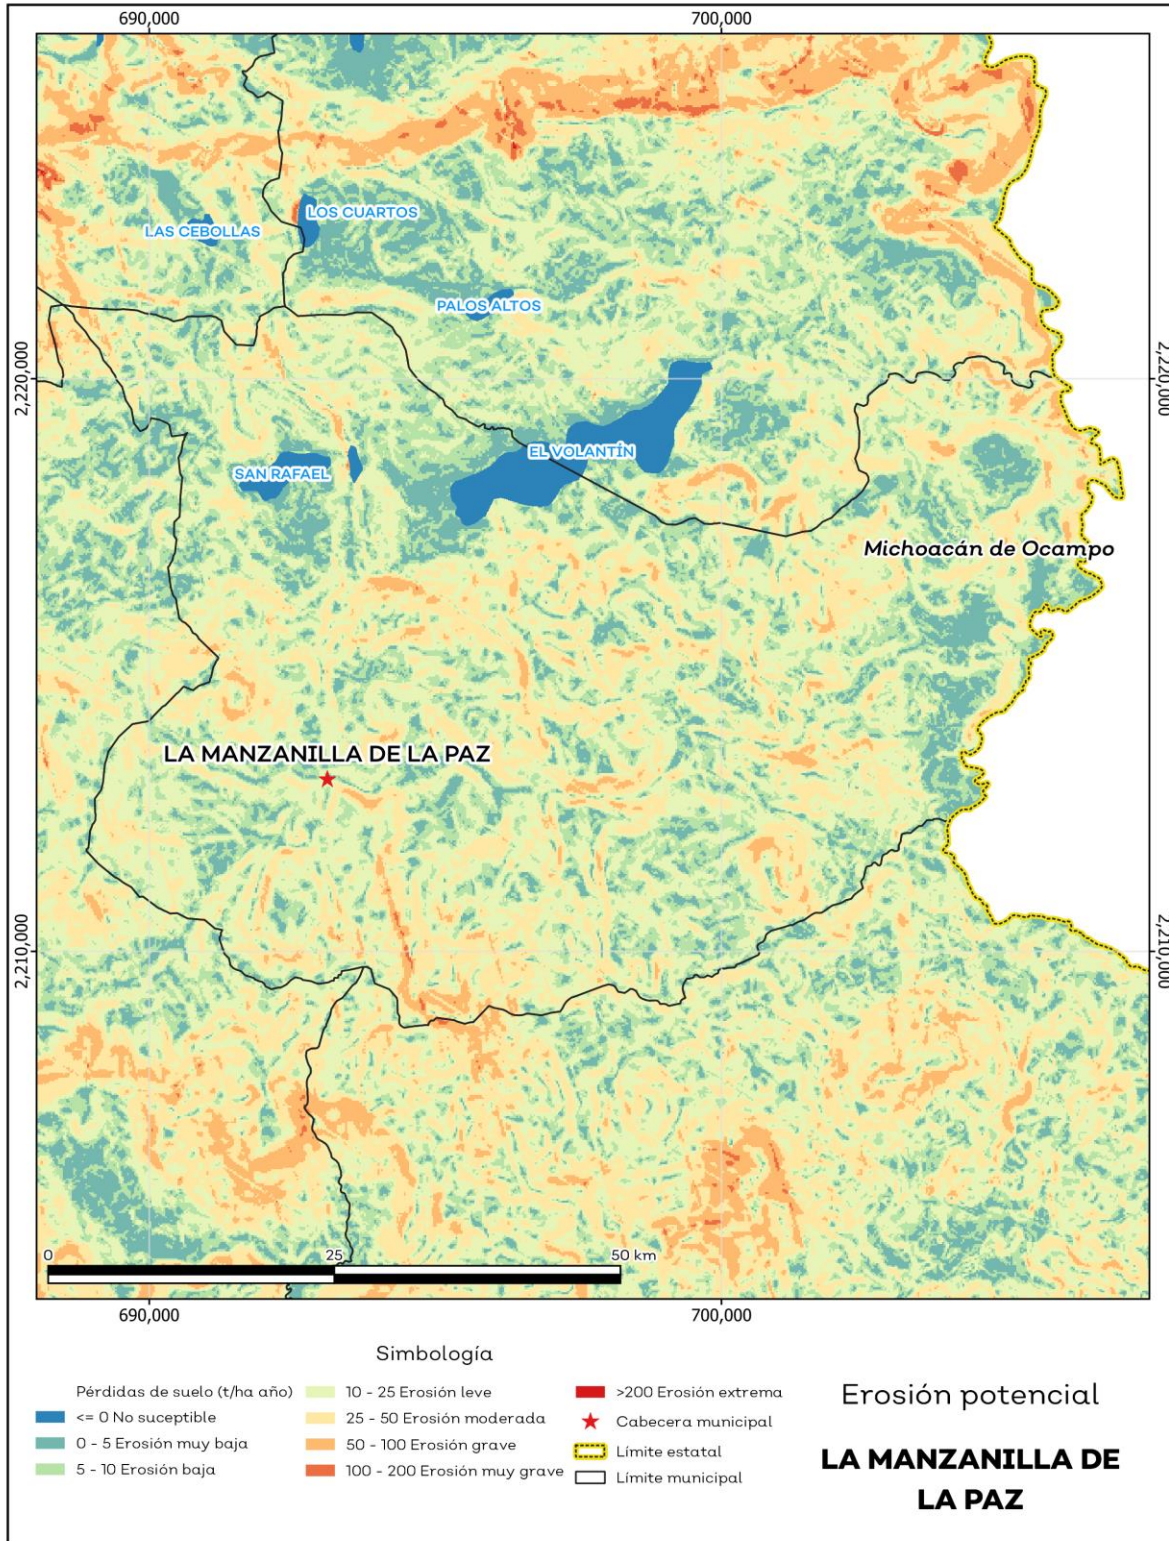 690,000
700,000
LOS CUARTOS
LAS CEBOLLAS
PALOS ALTOS
2,220,000
2,220,000
EL VOLANTÍN
SAN RAFAEL
Michoacán de Ocampo
LA MANZANILLA DE LA PAZ
2,210,000
2,210,000
0
25
50 km
690,000
700,000
Simbología
Pérdidas de suelo (t/ha año)
<= 0 No suceptible
0 - 5 Erosión muy baja
5 - 10 Erosión baja
10 - 25 Erosión leve
25 - 50 Erosión moderada
50 - 100 Erosión grave
100 - 200 Erosión muy grave
>200 Erosión extrema
Cabecera municipal
Límite estatal
Límite municipal
Erosión potencial
LA MANZANILLA DE
LA PAZ